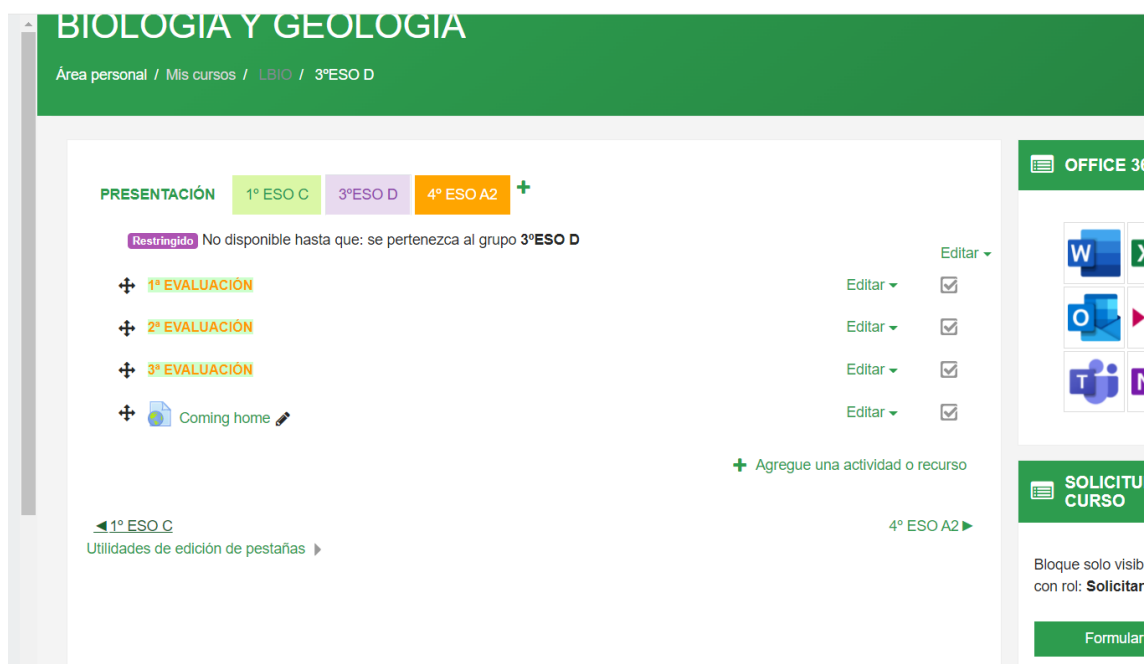 BIOLOGÍA Y GEOLOGÍA
Área personal / Mis cursos / LBIO / 3ºESO D
PRESENTACIÓN 1º ESO C 3ºESO D 4º ESO A2
Restringido No disponible hasta que: se pertenezca al grupo 3ºESO D
Editar
1ª EVALUACIÓN Editar
2ª EVALUACIÓN Editar
3ª EVALUACIÓN Editar
Coming home Editar
Agregue una actividad o recurso
1º ESO C 4º ESO A2
Utilidades de edición de pestañas
OFFICE 36
W X
O
T N
SOLICITU
CURSO
Bloque solo visib
con rol: Solicitar
Formular